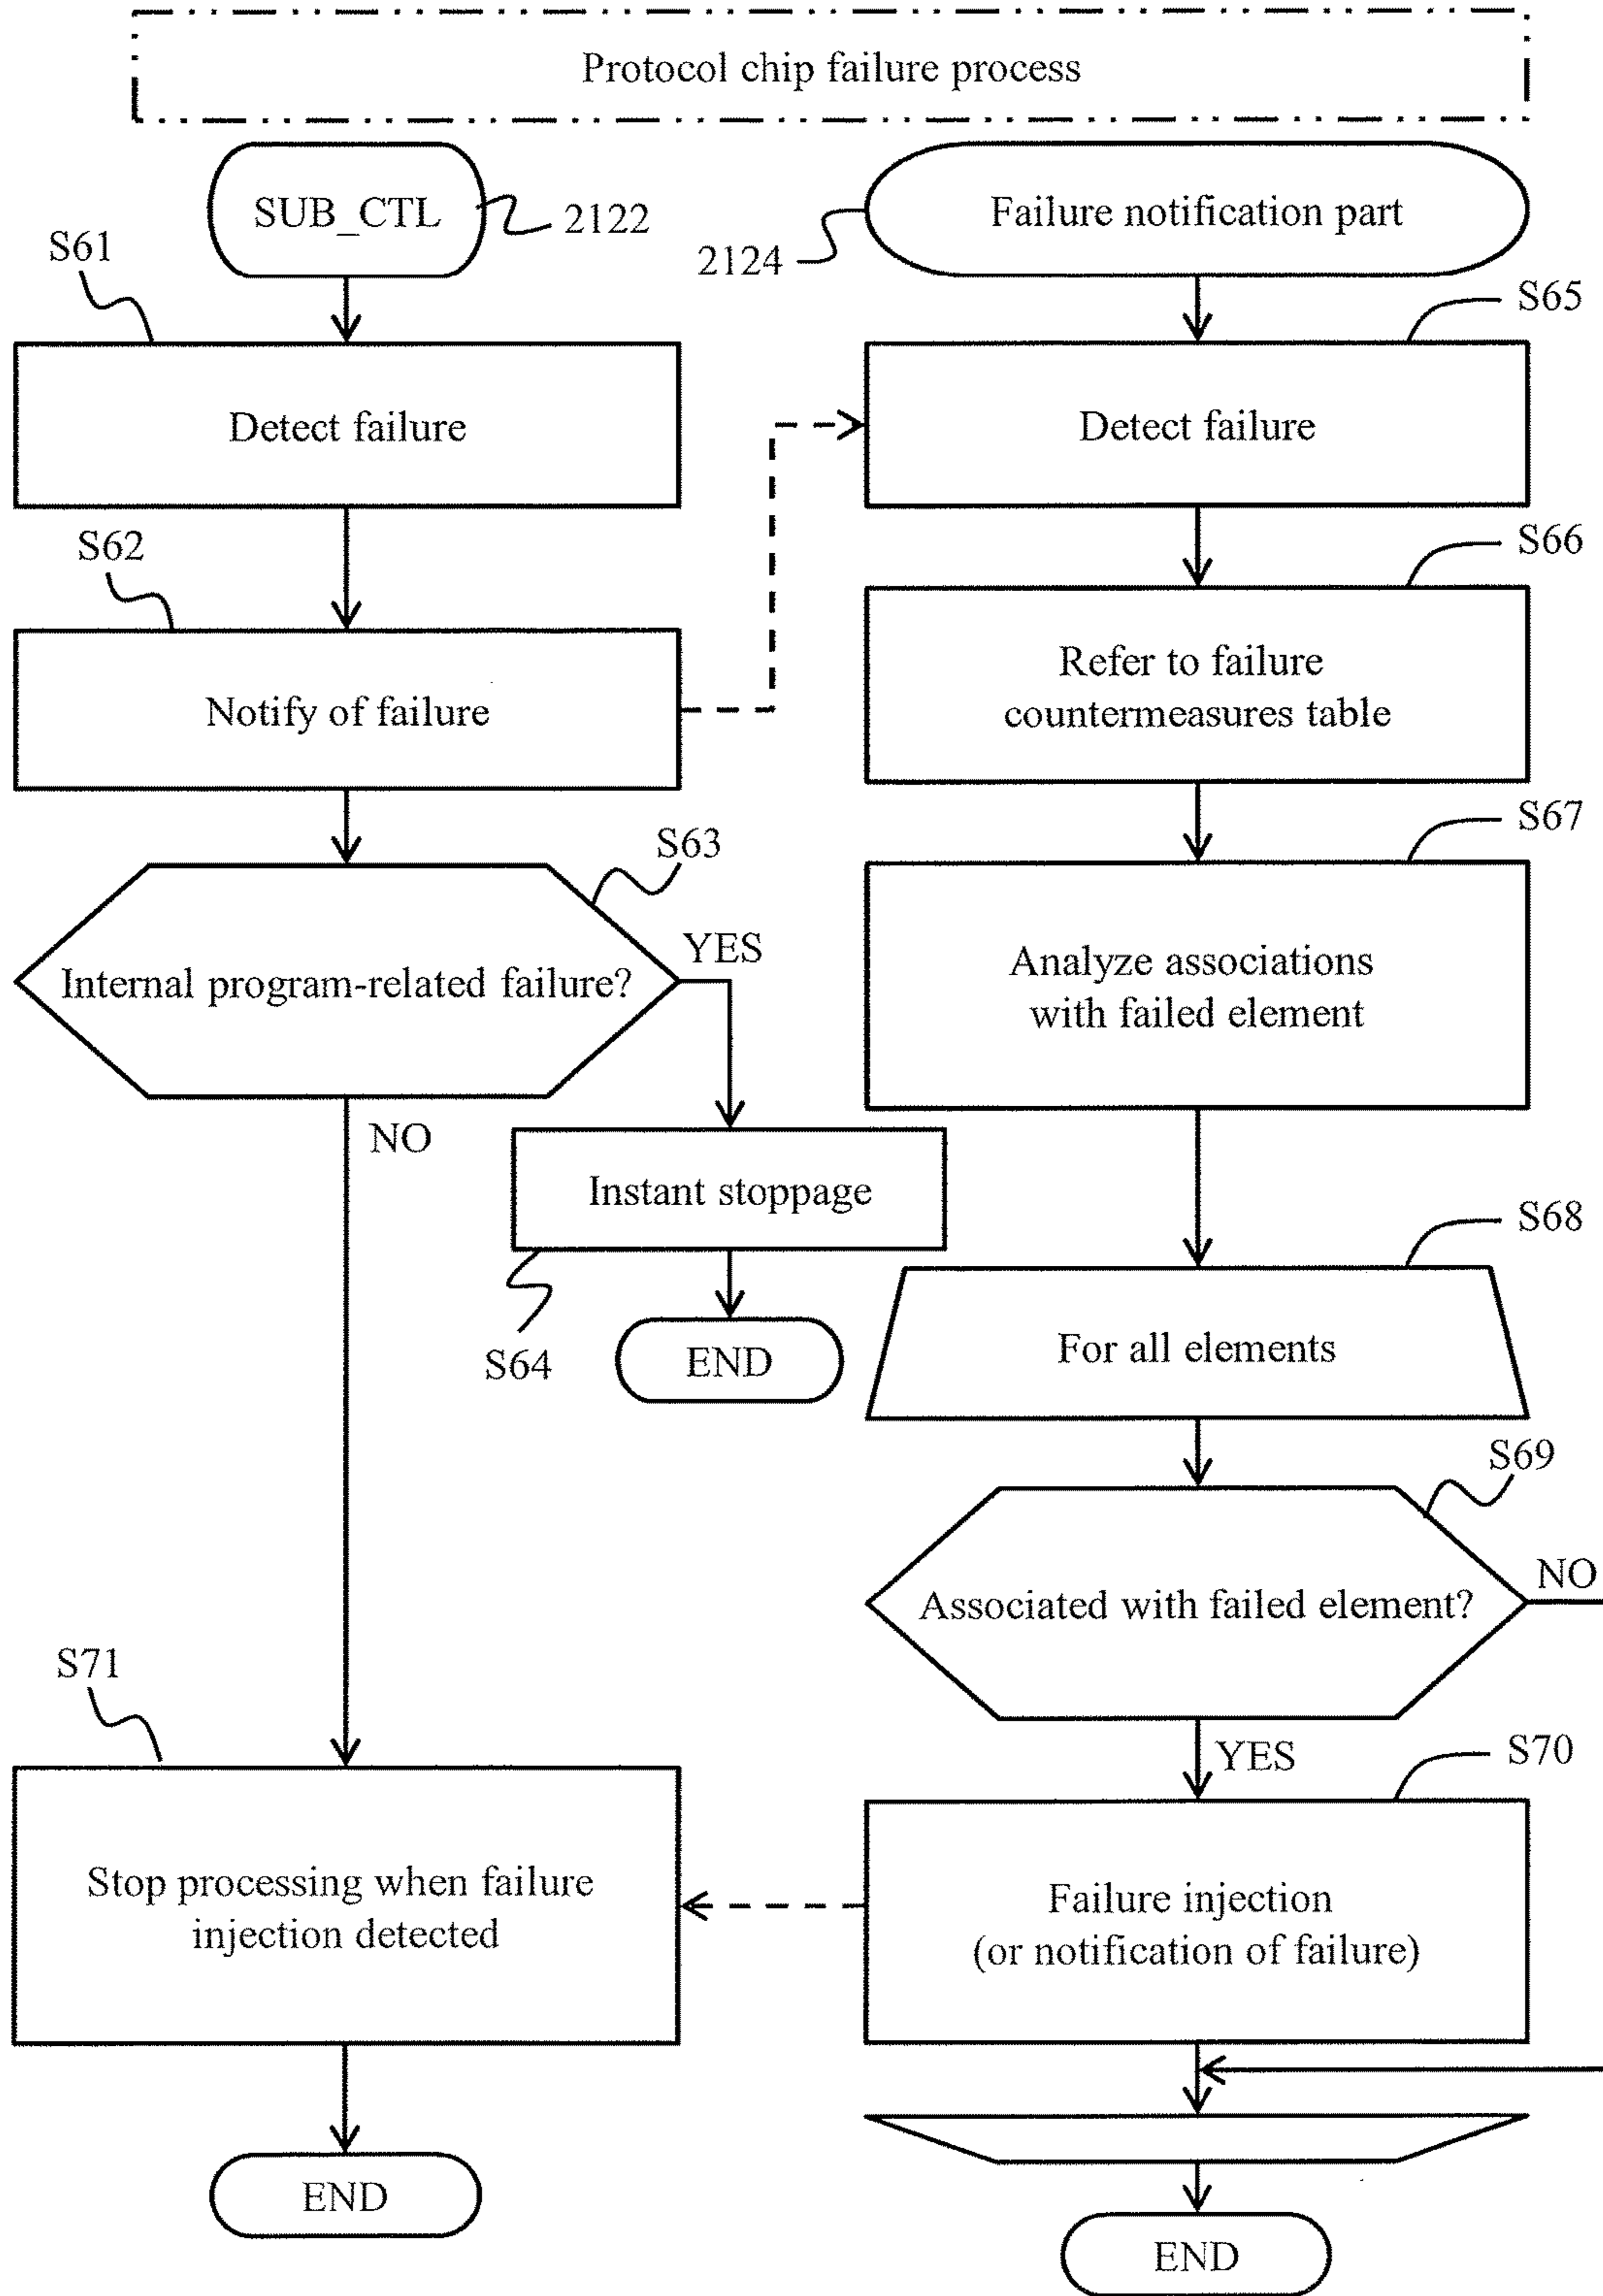 Protocol chip failure process
SUB_CTL
2122
Failure notification part
2124
S61
S65
Detect failure
Detect failure
S62
S66
Notify of failure
Refer to failure
countermeasures table
S63
S67
YES
Internal program-related failure?
Analyze associations
with failed element
NO
Instant stoppage
S64
END
S68
For all elements
S69
NO
Associated with failed element?
S71
YES
S70
Stop processing when failure
injection detected
Failure injection
(or notification of failure)
END
END